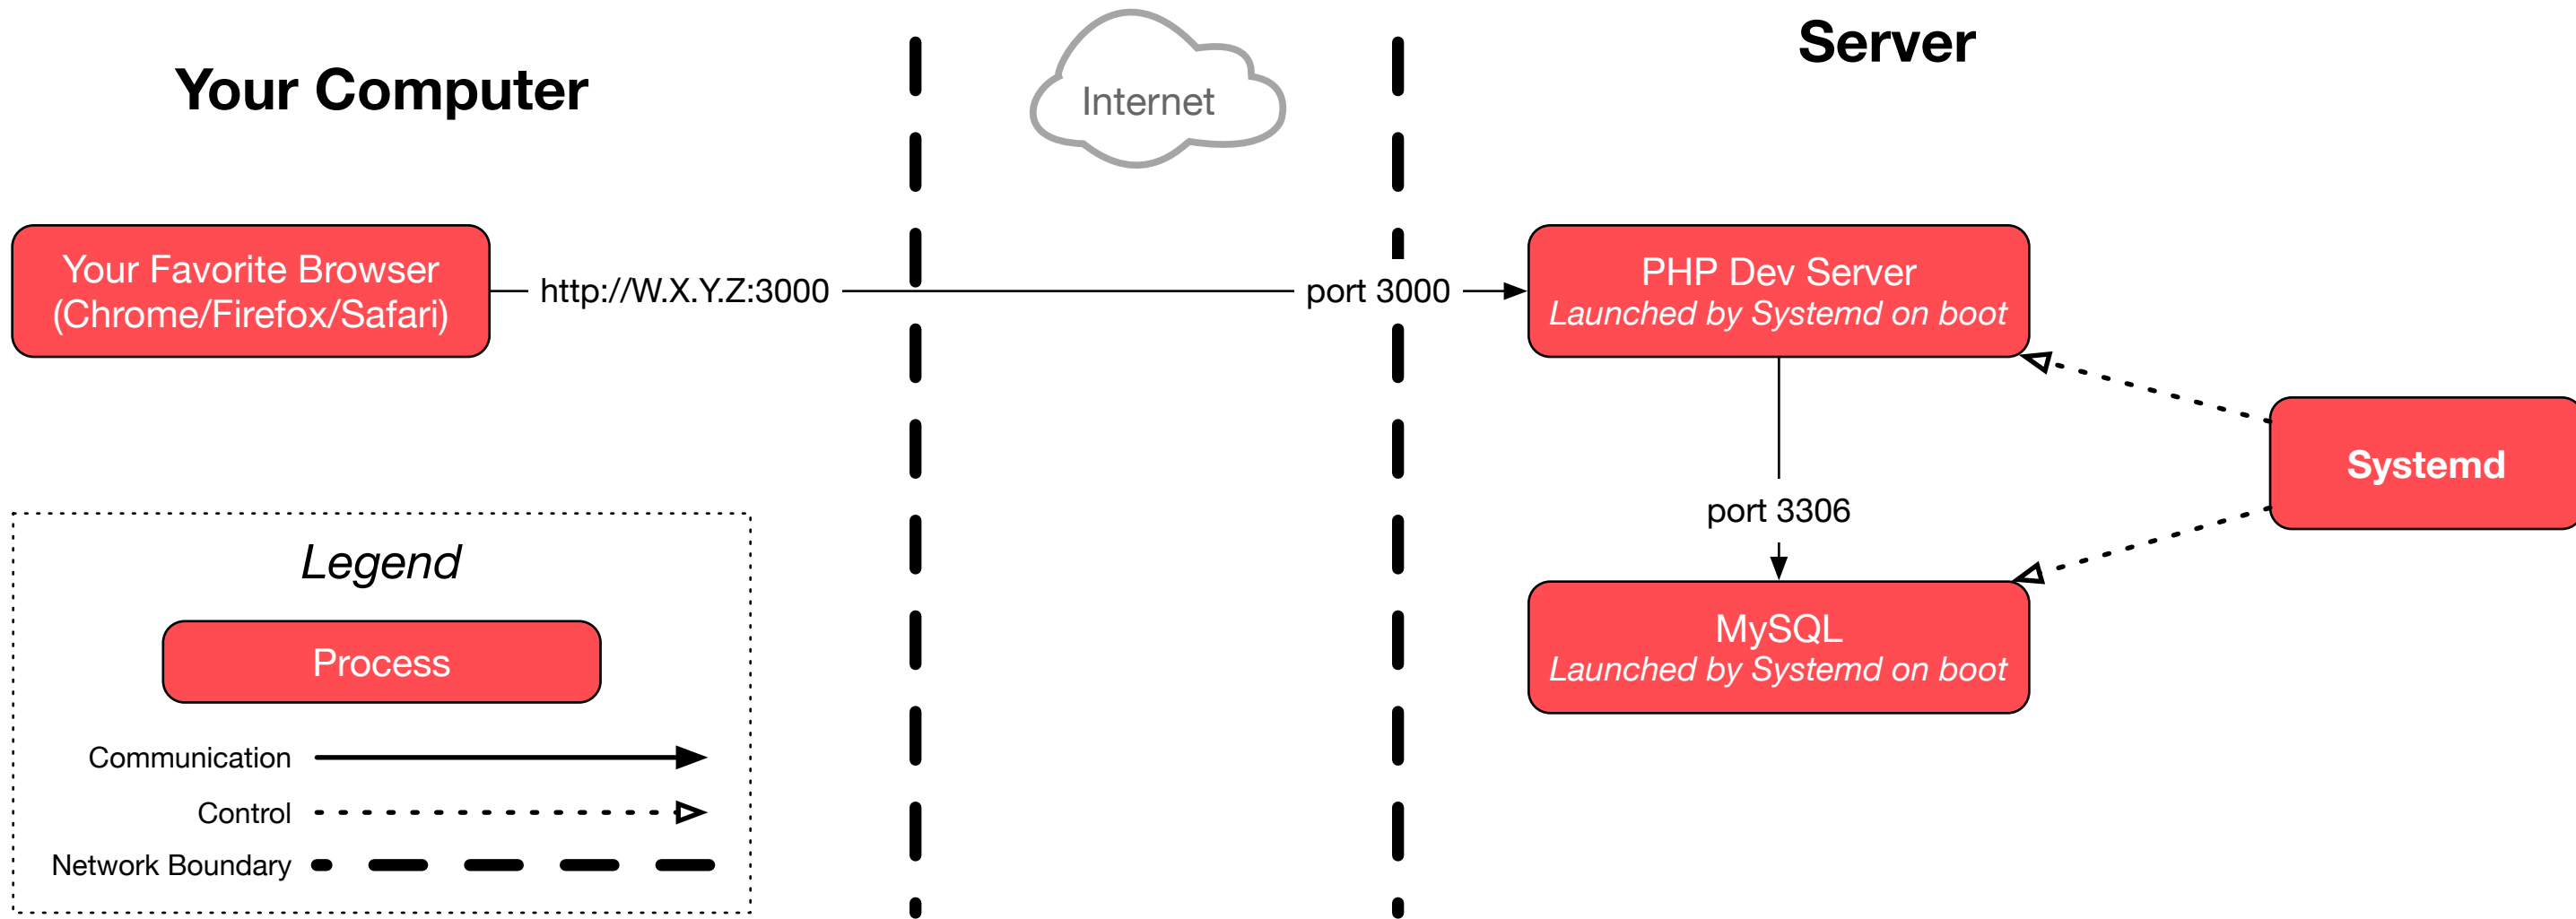 Your Computer
Internet
Server
Your Favorite Browser
(Chrome/Firefox/Safari)
http://W.X.Y.Z:3000
port 3000
PHP Dev Server
Launched by Systemd on boot
Systemd
port 3306
MySQL
Launched by Systemd on boot
Legend
Process
Communication
Control
Network Boundary